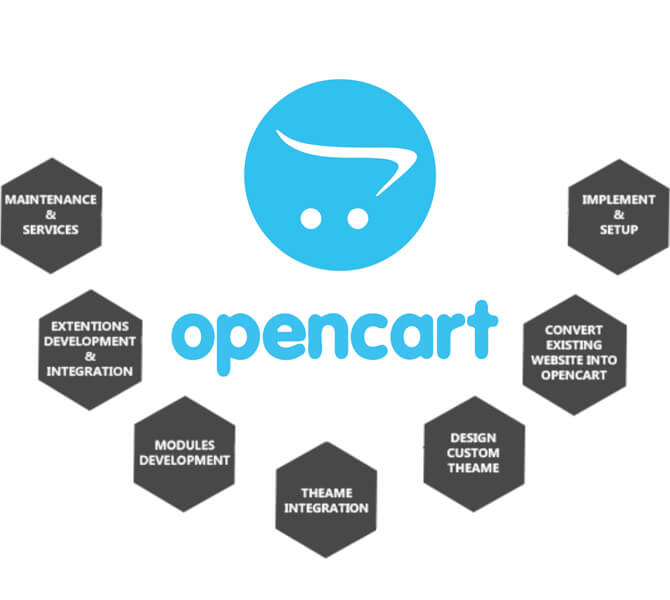 MAINTENANCE
&
SERVICES
IMPLEMENT
&
SETUP
EXTENTIONS
DEVELOPMENT
&
INTEGRATION
opencart
CONVERT
EXISTING
WEBSITE INTO
OPENCART
MODULES
DEVELOPMENT
DESIGN
CUSTOM
THEAME
THEAME
INTEGRATION